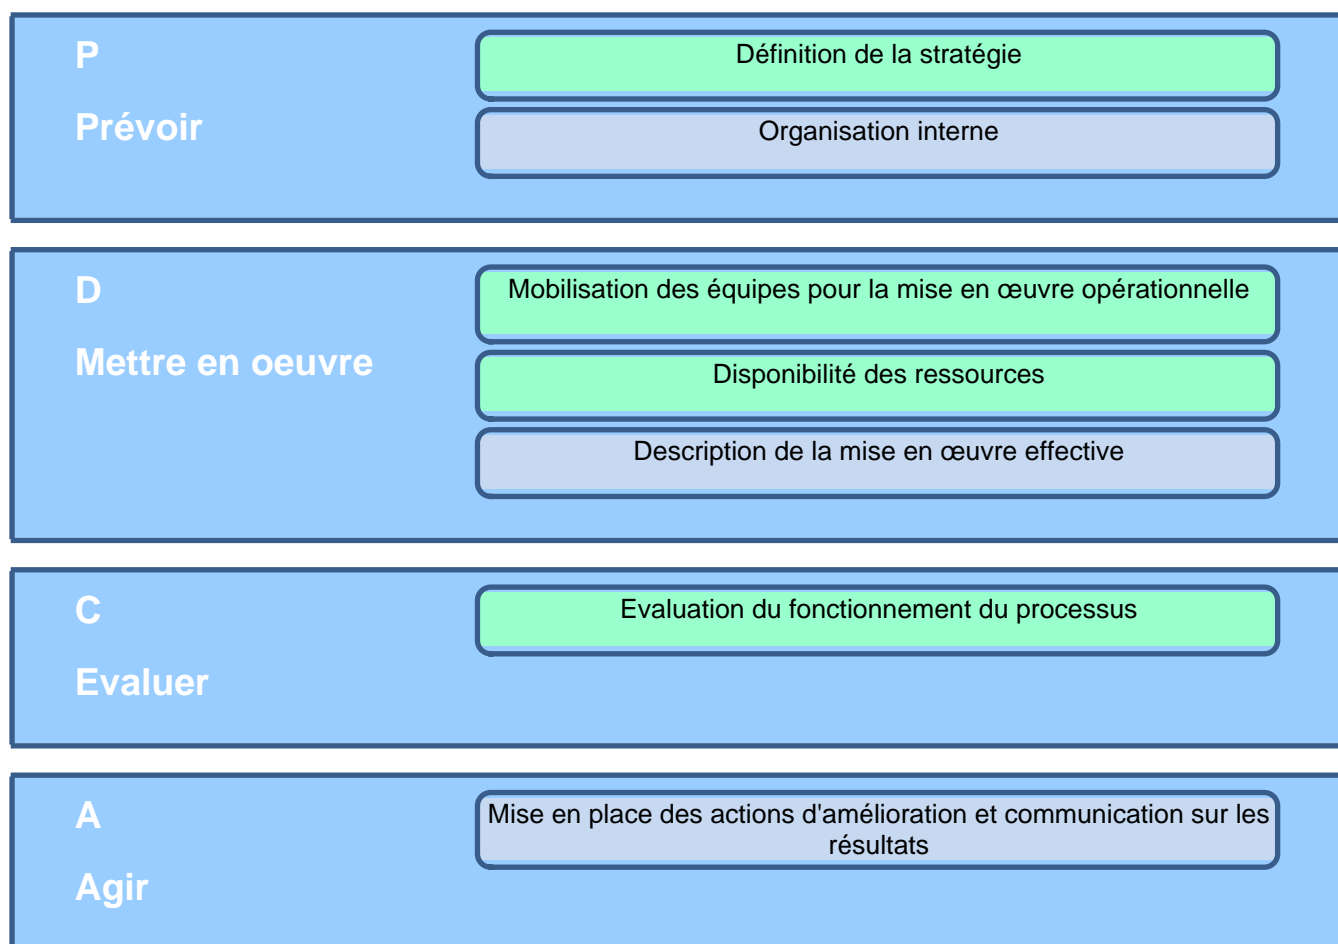 P
Prévoir
Définition de la stratégie
Organisation interne
D
Mettre en oeuvre
Mobilisation des équipes pour la mise en œuvre opérationnelle
Disponibilité des ressources
Description de la mise en œuvre effective
C
Evaluer
Evaluation du fonctionnement du processus
A
Agir
Mise en place des actions d'amélioration et communication sur les
résultats